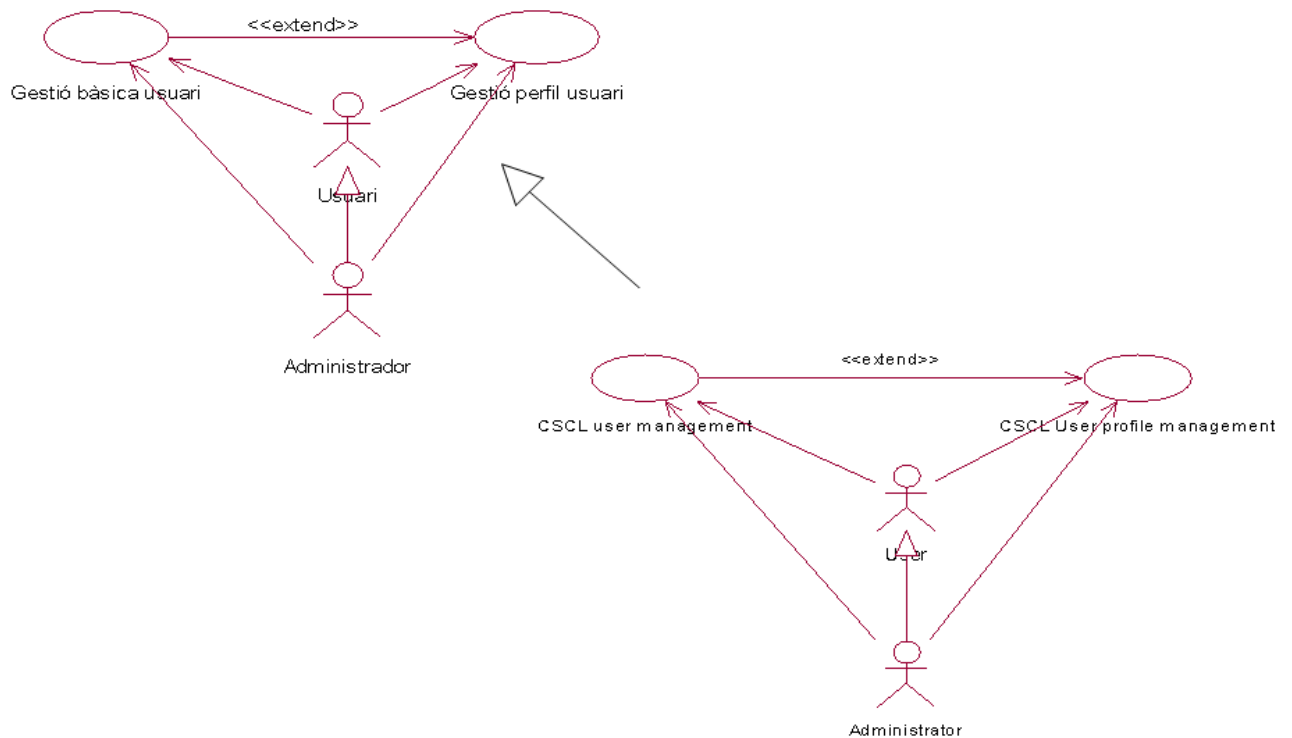 <<extend>>
Gestió bàsica usuari
Gestió perfil usuari
Usuari
Administrador
<<extend>>
CSCL user management
CSCL User profile management
User
Administrator